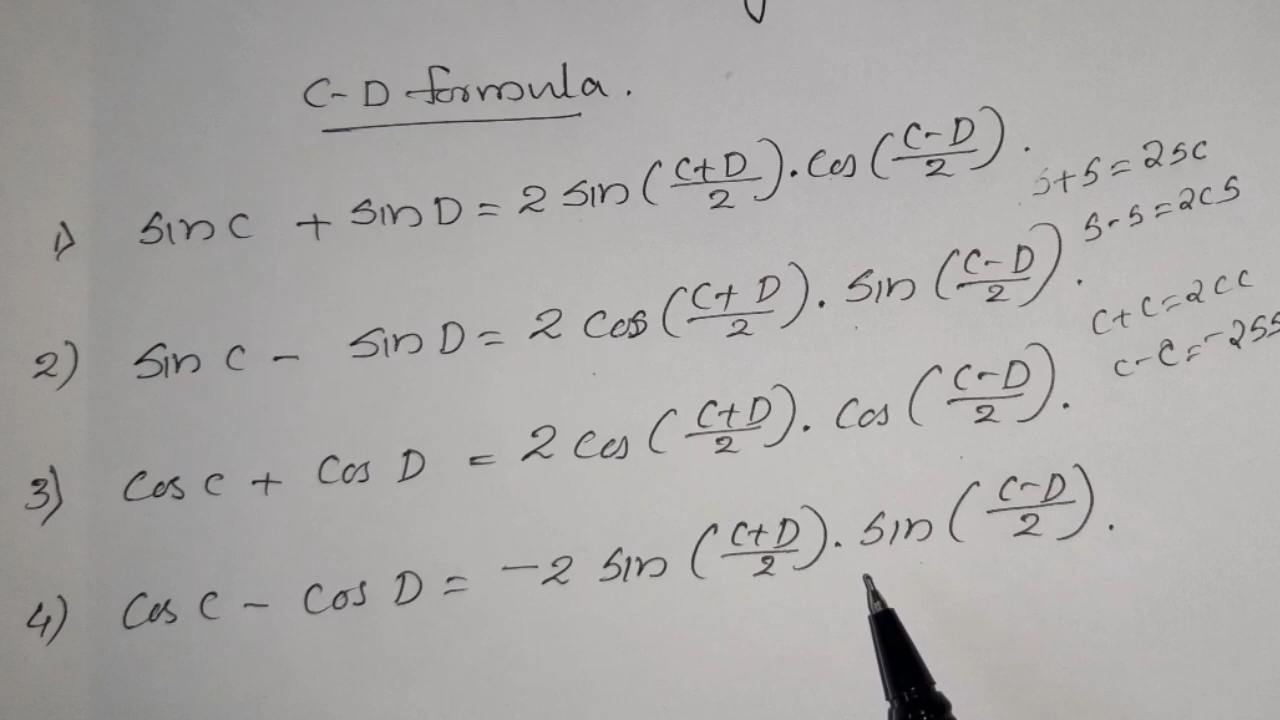 C-D formula.
1) sin C + sin D = 2 sin (C+D/2) . cos (C-D/2) .
s+s = 2sc
2) sin C - sin D = 2 cos (C+D/2) . sin (C-D/2) .
s-s = 2cs
3) cos C + cos D = 2 cos (C+D/2) . cos (C-D/2) .
c+c = 2cc
4) cos C - cos D = -2 sin (C+D/2) . sin (C-D/2) .
c-c = -2ss